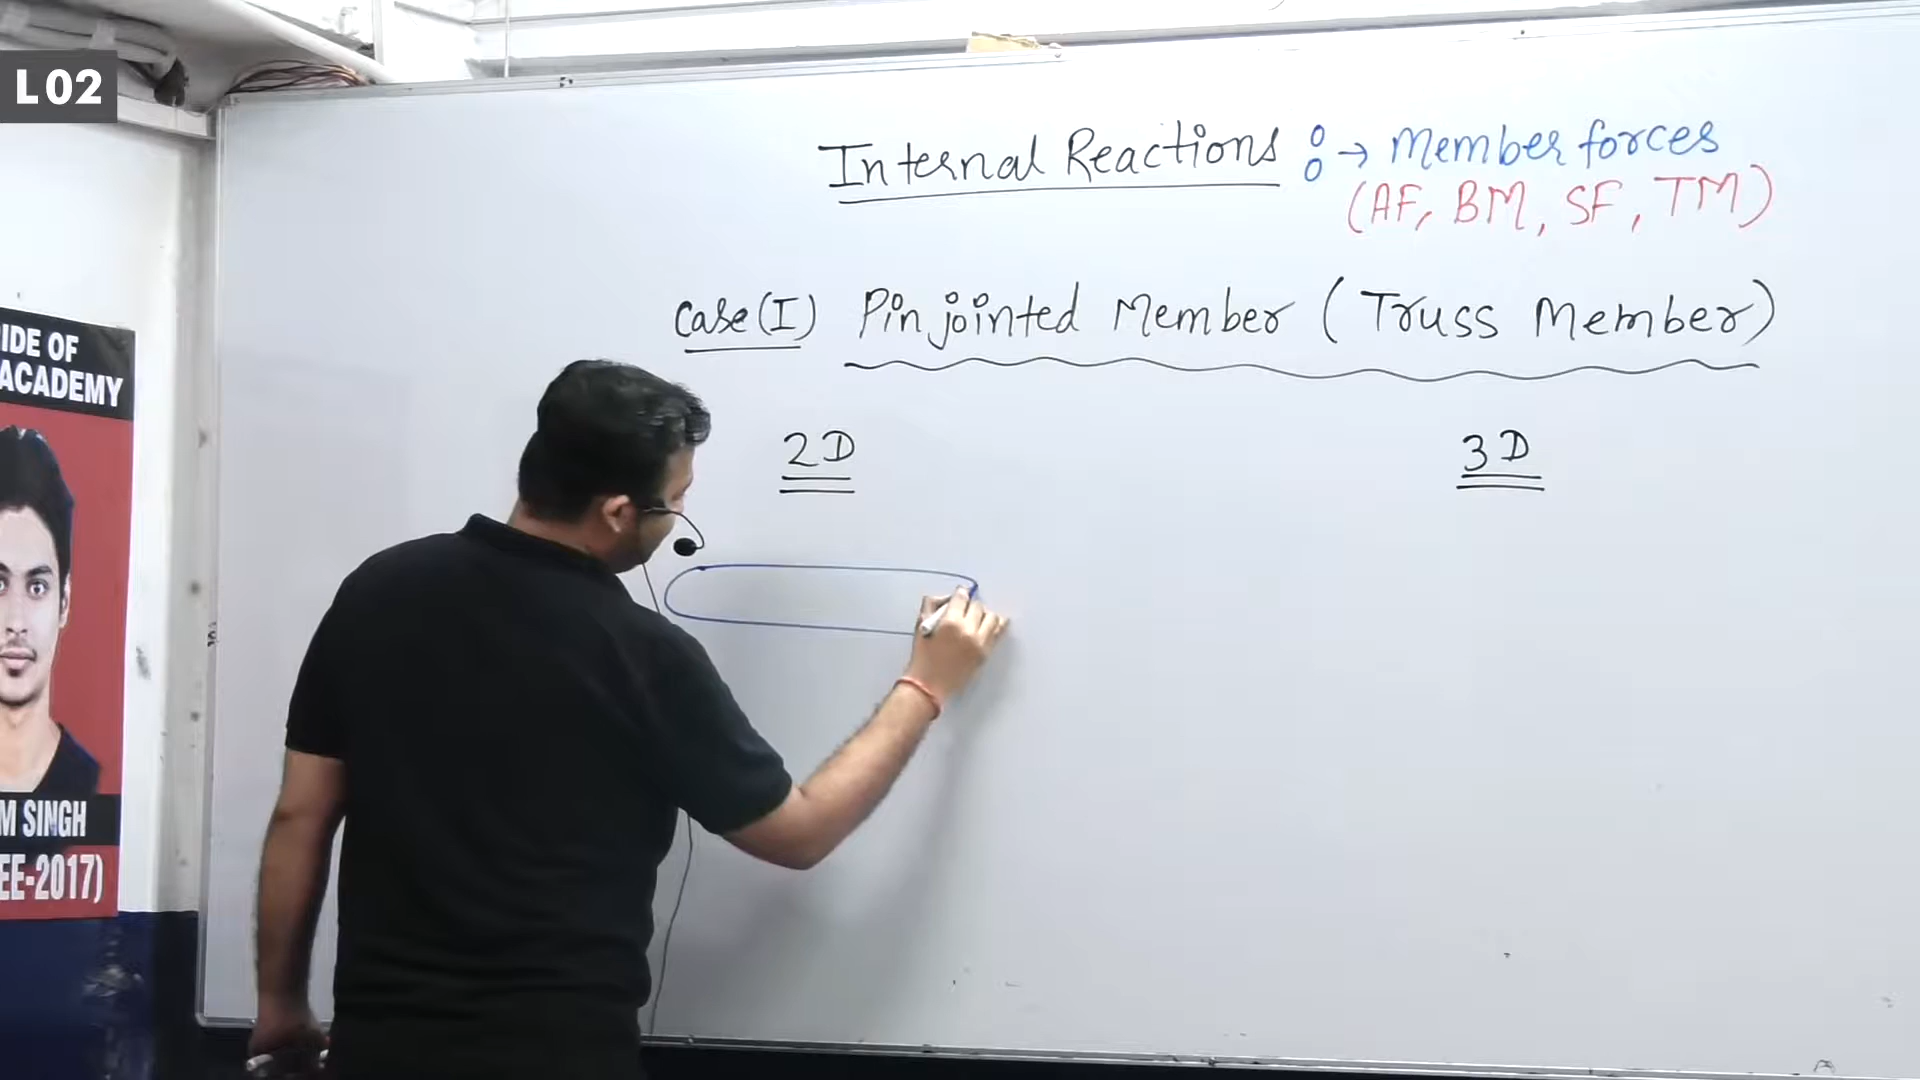 L 02
Internal Reactions : → Member forces
(AF, BM, SF, TM)
Case (I) Pin jointed Member (Truss Member)
2D
3D
IDE OF
ACADEMY
M SINGH
EE-2017)